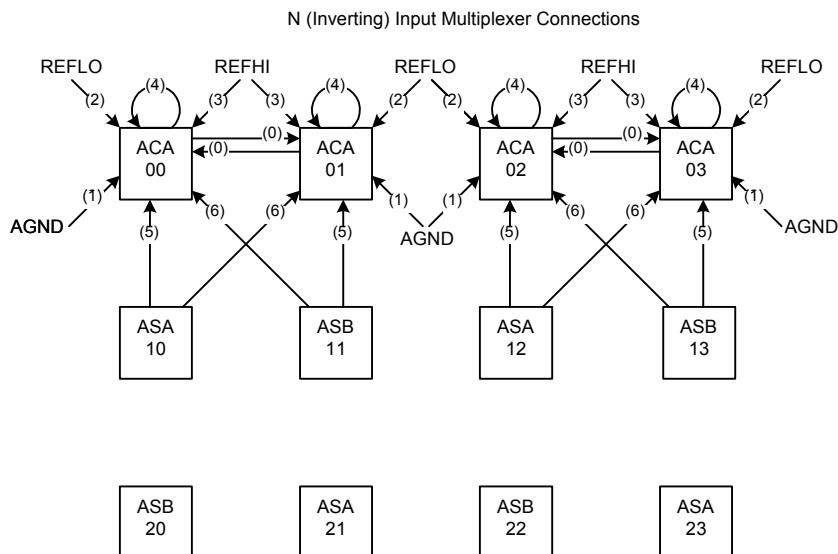 N (Inverting) Input Multiplexer Connections
REFLO REFHI REFLO REFHI REFLO
(2) (4) (3) (3) (4) (2) (2) (4) (3) (3) (4) (2)
ACA 00 (0) (0) ACA 01 ACA 02 (0) (0) ACA 03
(1) (6) (6) (1) (1) (6) (6) (1)
AGND (5) (5) AGND (5) (5) AGND
ASA 10 ASB 11 ASA 12 ASB 13
ASB 20 ASA 21 ASB 22 ASA 23